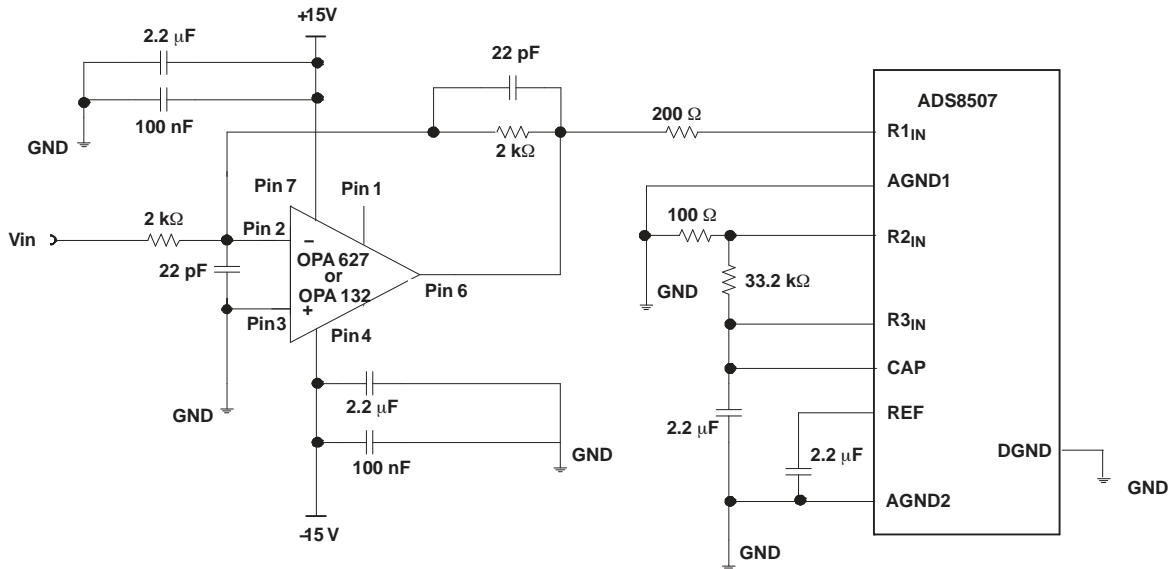 +15V
2.2 μF
22 pF
ADS8507
100 nF
GND
200 Ω
R1IN
2 kΩ
Pin 7
Pin 1
AGND1
2 kΩ
100 Ω
Vin
Pin 2
–
R2IN
OPA 627
or
OPA 132
22 pF
33.2 kΩ
GND
Pin 6
Pin3
+
R3IN
Pin 4
CAP
GND
2.2 μF
REF
2.2 μF
2.2 μF
DGND
GND
100 nF
GND
AGND2
–15 V
GND